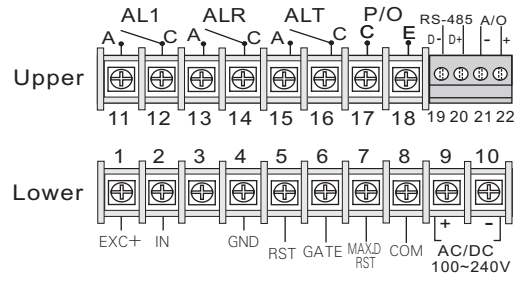 AL1 ALR ALT P/O RS-485 A/O
A C A C A C C E D- D+ - +
Upper
11 12 13 14 15 16 17 18 19 20 21 22
1 2 3 4 5 6 7 8 9 10
Lower
+ -
EXC+ IN GND RST GATE MAX.D RST COM AC/DC
100~240V